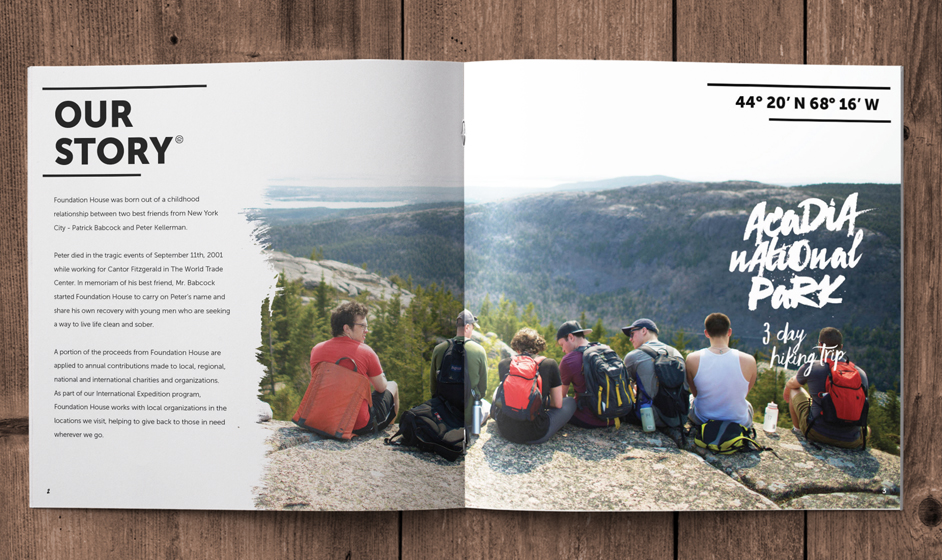 OUR
STORY©
Foundation House was born out of a childhood
relationship between two best friends from New York
City - Patrick Babcock and Peter Kellerman.
Peter died in the tragic events of September 11th, 2001
while working for Cantor Fitzgerald in The World Trade
Center. In memoriam of his best friend, Mr. Babcock
started Foundation House to carry on Peter's name and
share his own recovery with young men who are seeking
a way to live life clean and sober.
A portion of the proceeds from Foundation House are
applied to annual contributions made to local, regional,
national and international charities and organizations.
As part of our International Expedition program,
Foundation House works with local organizations in the
locations we visit, helping to give back to those in need
wherever we go.
2
44° 20' N 68° 16' W
AcaDiA
nAtiOnal
PaRK
3 day
hiking trip.
3